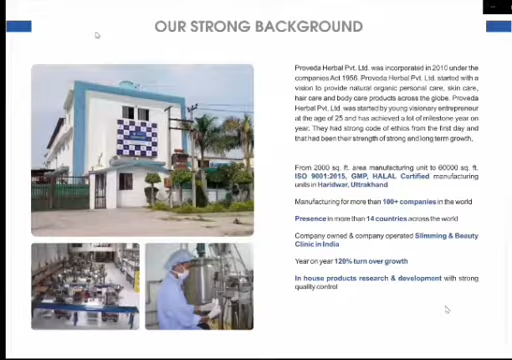 OUR STRONG BACKGROUND
Proveda Herbal Pvt. Ltd. was incorporated in 2010 under the
companies Act 1956. Proveda Herbal Pvt. Ltd. started with a
vision to provide natural organic personal care, skin care,
hair care and body care products across the globe. Proveda
Herbal Pvt. Ltd. was started by young visionary entrepreneur
at the age of 25 and has achieved a lot of milestone year on
year. They had strong code of ethics from the first day and
that had been their strength of strong and long term growth.
From 2000 sq. ft. area manufacturing unit to 60000 sq. ft.
ISO 9001:2015, GMP, HALAL Certified manufacturing
units in Haridwar, Uttrakhand
Manufacturing for more than 100+ companies in the world
Presence in more than 14 countries across the world
Company owned & company operated Slimming & Beauty
Clinic in India
Year on year 120% turn over growth
In house products research & development with strong
quality control